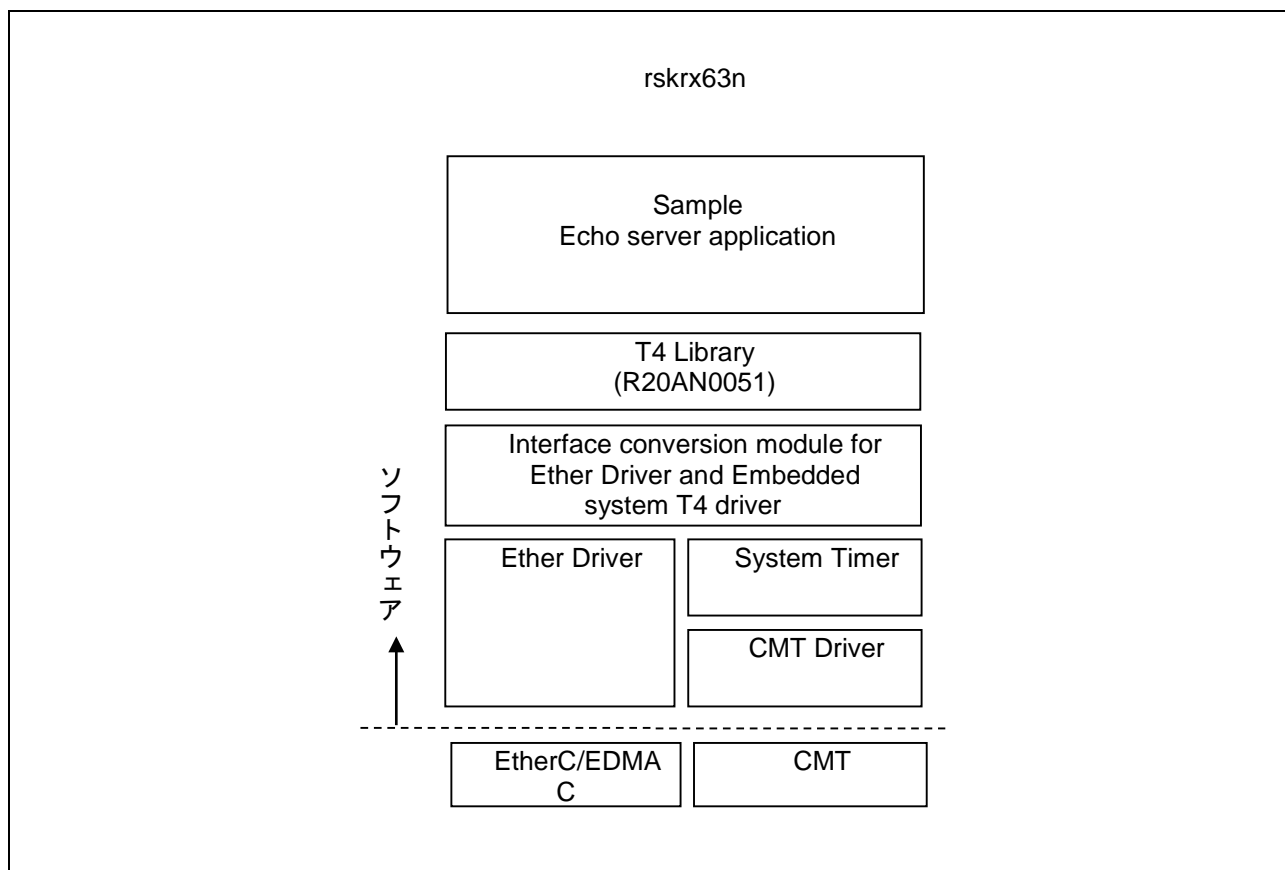 rskrx63n
Sample
Echo server application
T4 Library
(R20AN0051)
Interface conversion module for
Ether Driver and Embedded
system T4 driver
ソフトウェア
Ether Driver
System Timer
CMT Driver
EtherC/EDMA
C
CMT